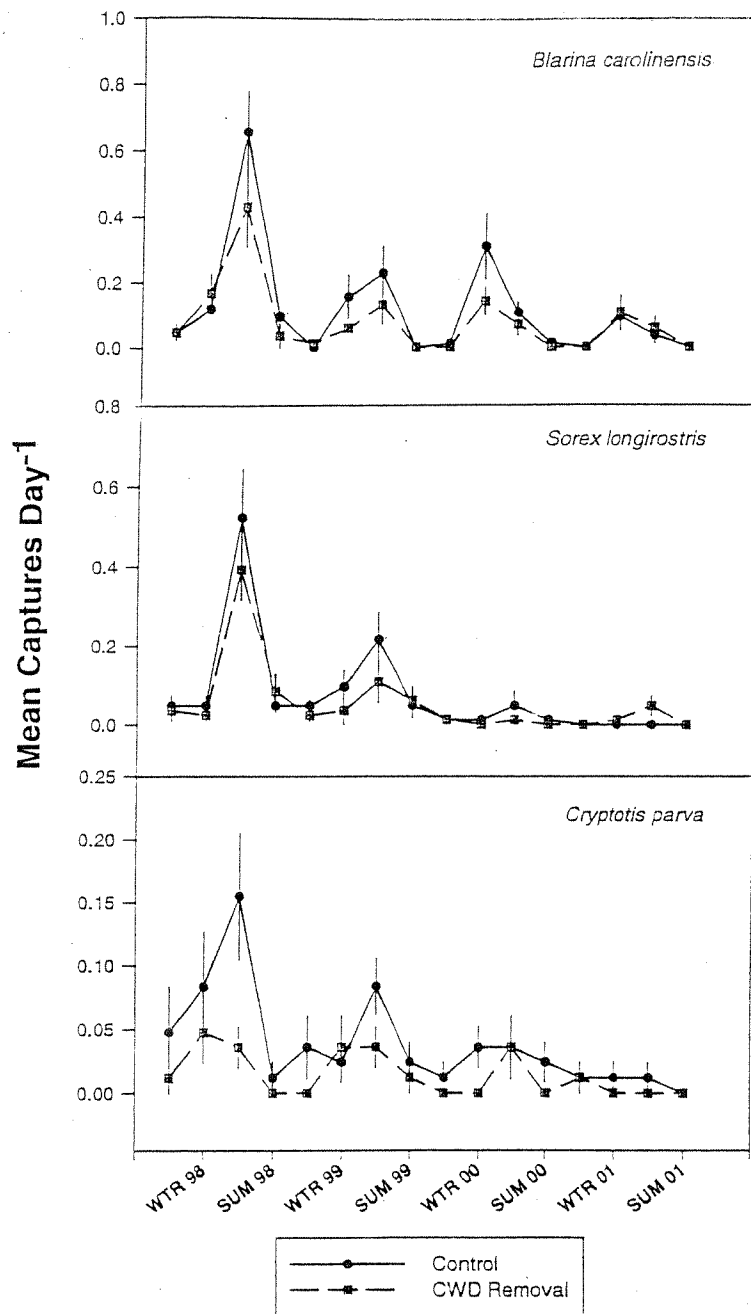 Mean Captures Day-1
1.0
Blarina carolinensis
0.8
0.6
0.4
0.2
0.0
0.8
Sorex longirostris
0.6
0.4
0.2
0.0
0.25
Cryptotis parva
0.20
0.15
0.10
0.05
0.00
WTR 98
SUM 98
WTR 99
SUM 99
WTR 00
SUM 00
WTR 01
SUM 01
Control
CWD Removal